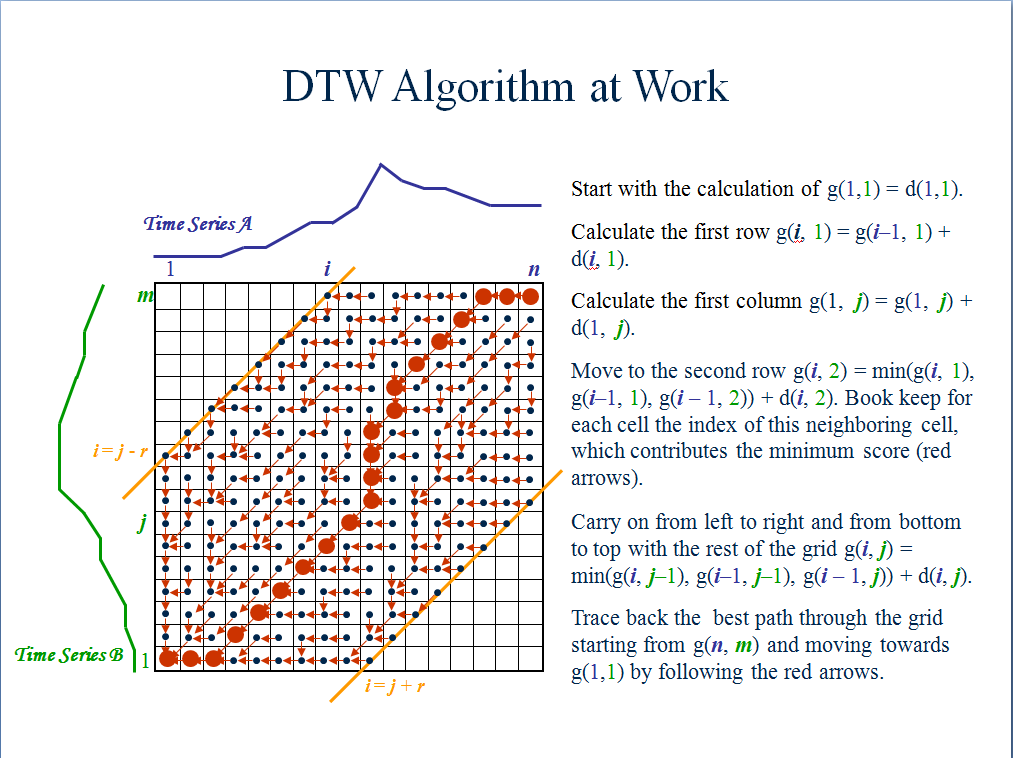 DTW Algorithm at Work
Time Series A
1
i
n
m
i = j - r
j
Time Series B
1
i = j + r
Start with the calculation of g(1,1) = d(1,1).
Calculate the first row g(i, 1) = g(i–1, 1) +
d(i, 1).
Calculate the first column g(1, j) = g(1, j) +
d(1, j).
Move to the second row g(i, 2) = min(g(i, 1),
g(i–1, 1), g(i – 1, 2)) + d(i, 2). Book keep for
each cell the index of this neighboring cell,
which contributes the minimum score (red
arrows).
Carry on from left to right and from bottom
to top with the rest of the grid g(i, j) =
min(g(i, j–1), g(i–1, j–1), g(i – 1, j)) + d(i, j).
Trace back the best path through the grid
starting from g(n, m) and moving towards
g(1,1) by following the red arrows.